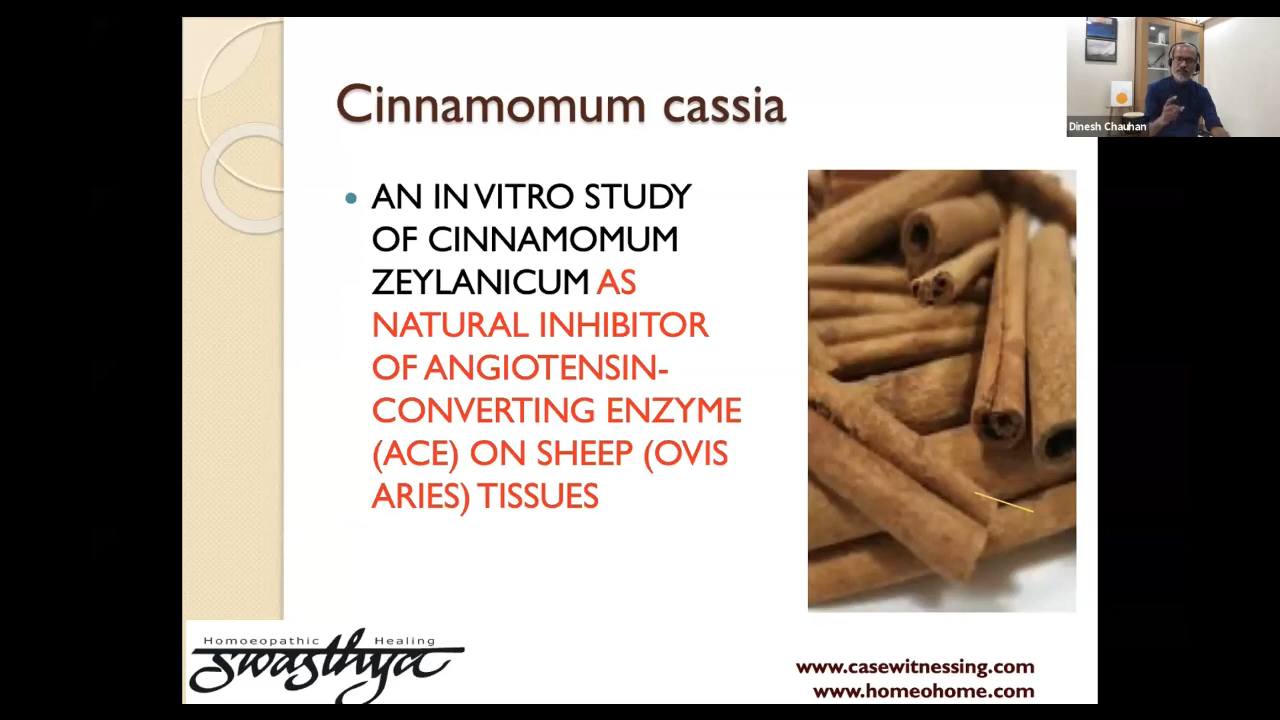 Cinnamomum cassia
Dinesh Chauhan
AN IN VITRO STUDY
OF CINNAMOMUM
ZEYLANICUM AS
NATURAL INHIBITOR
OF ANGIOTENSIN-
CONVERTING ENZYME
(ACE) ON SHEEP (OVIS
ARIES) TISSUES
Homoeopathic Healing
swasthya
www.casewitnessing.com
www.homeohome.com